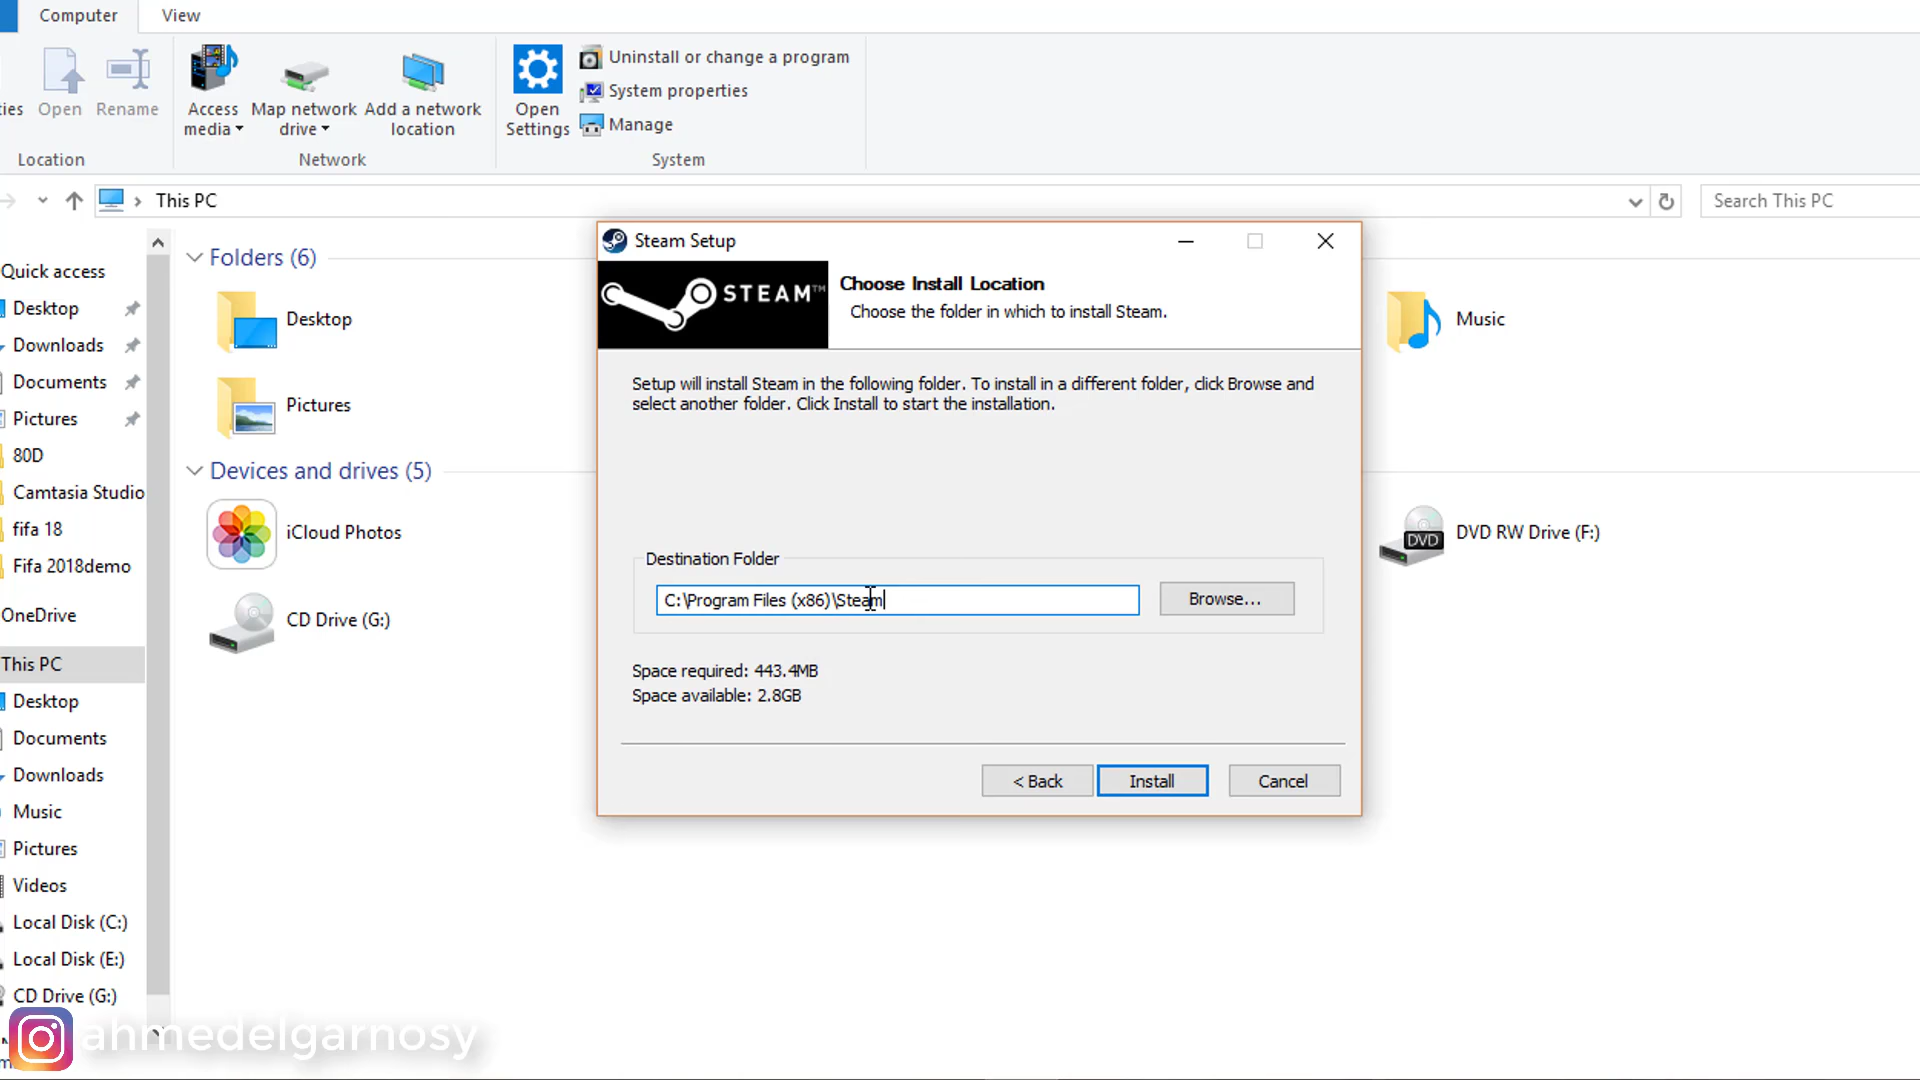 Computer
View
Open
Rename
Access media
Map network drive
Add a network location
Open Settings
Uninstall or change a program
System properties
Manage
Location
Network
System
This PC
Search This PC
Steam Setup
STEAM™
Choose Install Location
Choose the folder in which to install Steam.
Setup will install Steam in the following folder. To install in a different folder, click Browse and
select another folder. Click Install to start the installation.
Destination Folder
C:\Program Files (x86)\Steam
Browse...
Space required: 443.4MB
Space available: 2.8GB
< Back
Install
Cancel
Quick access
Desktop
Downloads
Documents
Pictures
80D
Camtasia Studio
fifa 18
Fifa 2018demo
OneDrive
This PC
Desktop
Documents
Downloads
Music
Pictures
Videos
Local Disk (C:)
Local Disk (E:)
CD Drive (G:)
Folders (6)
Desktop
Music
Pictures
Devices and drives (5)
iCloud Photos
DVD
DVD RW Drive (F:)
CD Drive (G:)
ahmedelgarnosy